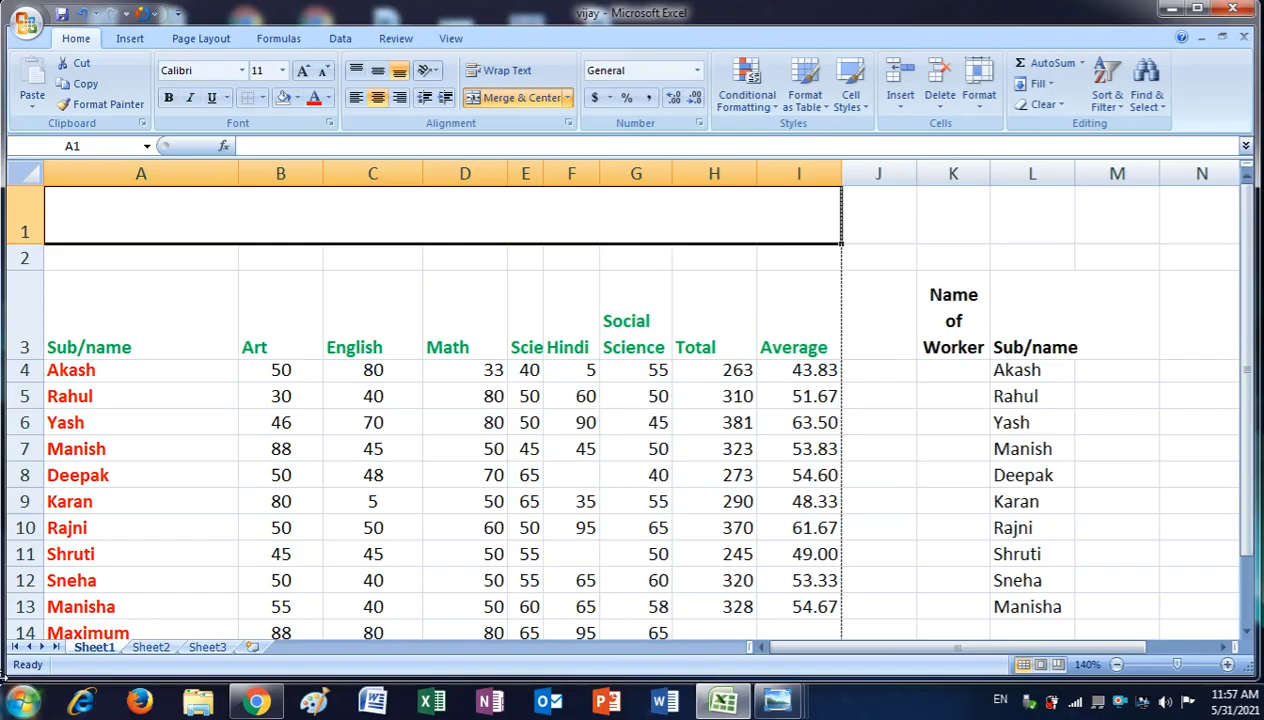 vijay - Microsoft Excel
Home Insert Page Layout Formulas Data Review View
Paste
Cut
Copy
Format Painter
Clipboard
Calibri 11
B I U
Font
Wrap Text
Merge & Center
Alignment
General
$ % ,
Number
Conditional Formatting
Format as Table
Cell Styles
Styles
Insert Delete Format
Cells
Σ AutoSum
Fill
Clear
Sort & Filter
Find & Select
Editing
A1 fx
A B C D E F G H I J K L M N
1
2
3 Sub/name Art English Math Scie Hindi Social Science Total Average Name of Worker Sub/name
4 Akash 50 80 33 40 5 55 263 43.83 Akash
5 Rahul 30 40 80 50 60 50 310 51.67 Rahul
6 Yash 46 70 80 50 90 45 381 63.50 Yash
7 Manish 88 45 50 45 45 50 323 53.83 Manish
8 Deepak 50 48 70 65 40 273 54.60 Deepak
9 Karan 80 5 50 65 35 55 290 48.33 Karan
10 Rajni 50 50 60 50 95 65 370 61.67 Rajni
11 Shruti 45 45 50 55 50 245 49.00 Shruti
12 Sneha 50 40 50 55 65 60 320 53.33 Sneha
13 Manisha 55 40 50 60 65 58 328 54.67 Manisha
14 Maximum 88 80 80 65 95 65
Sheet1 Sheet2 Sheet3
Ready 140%
EN 11:57 AM
5/31/2021